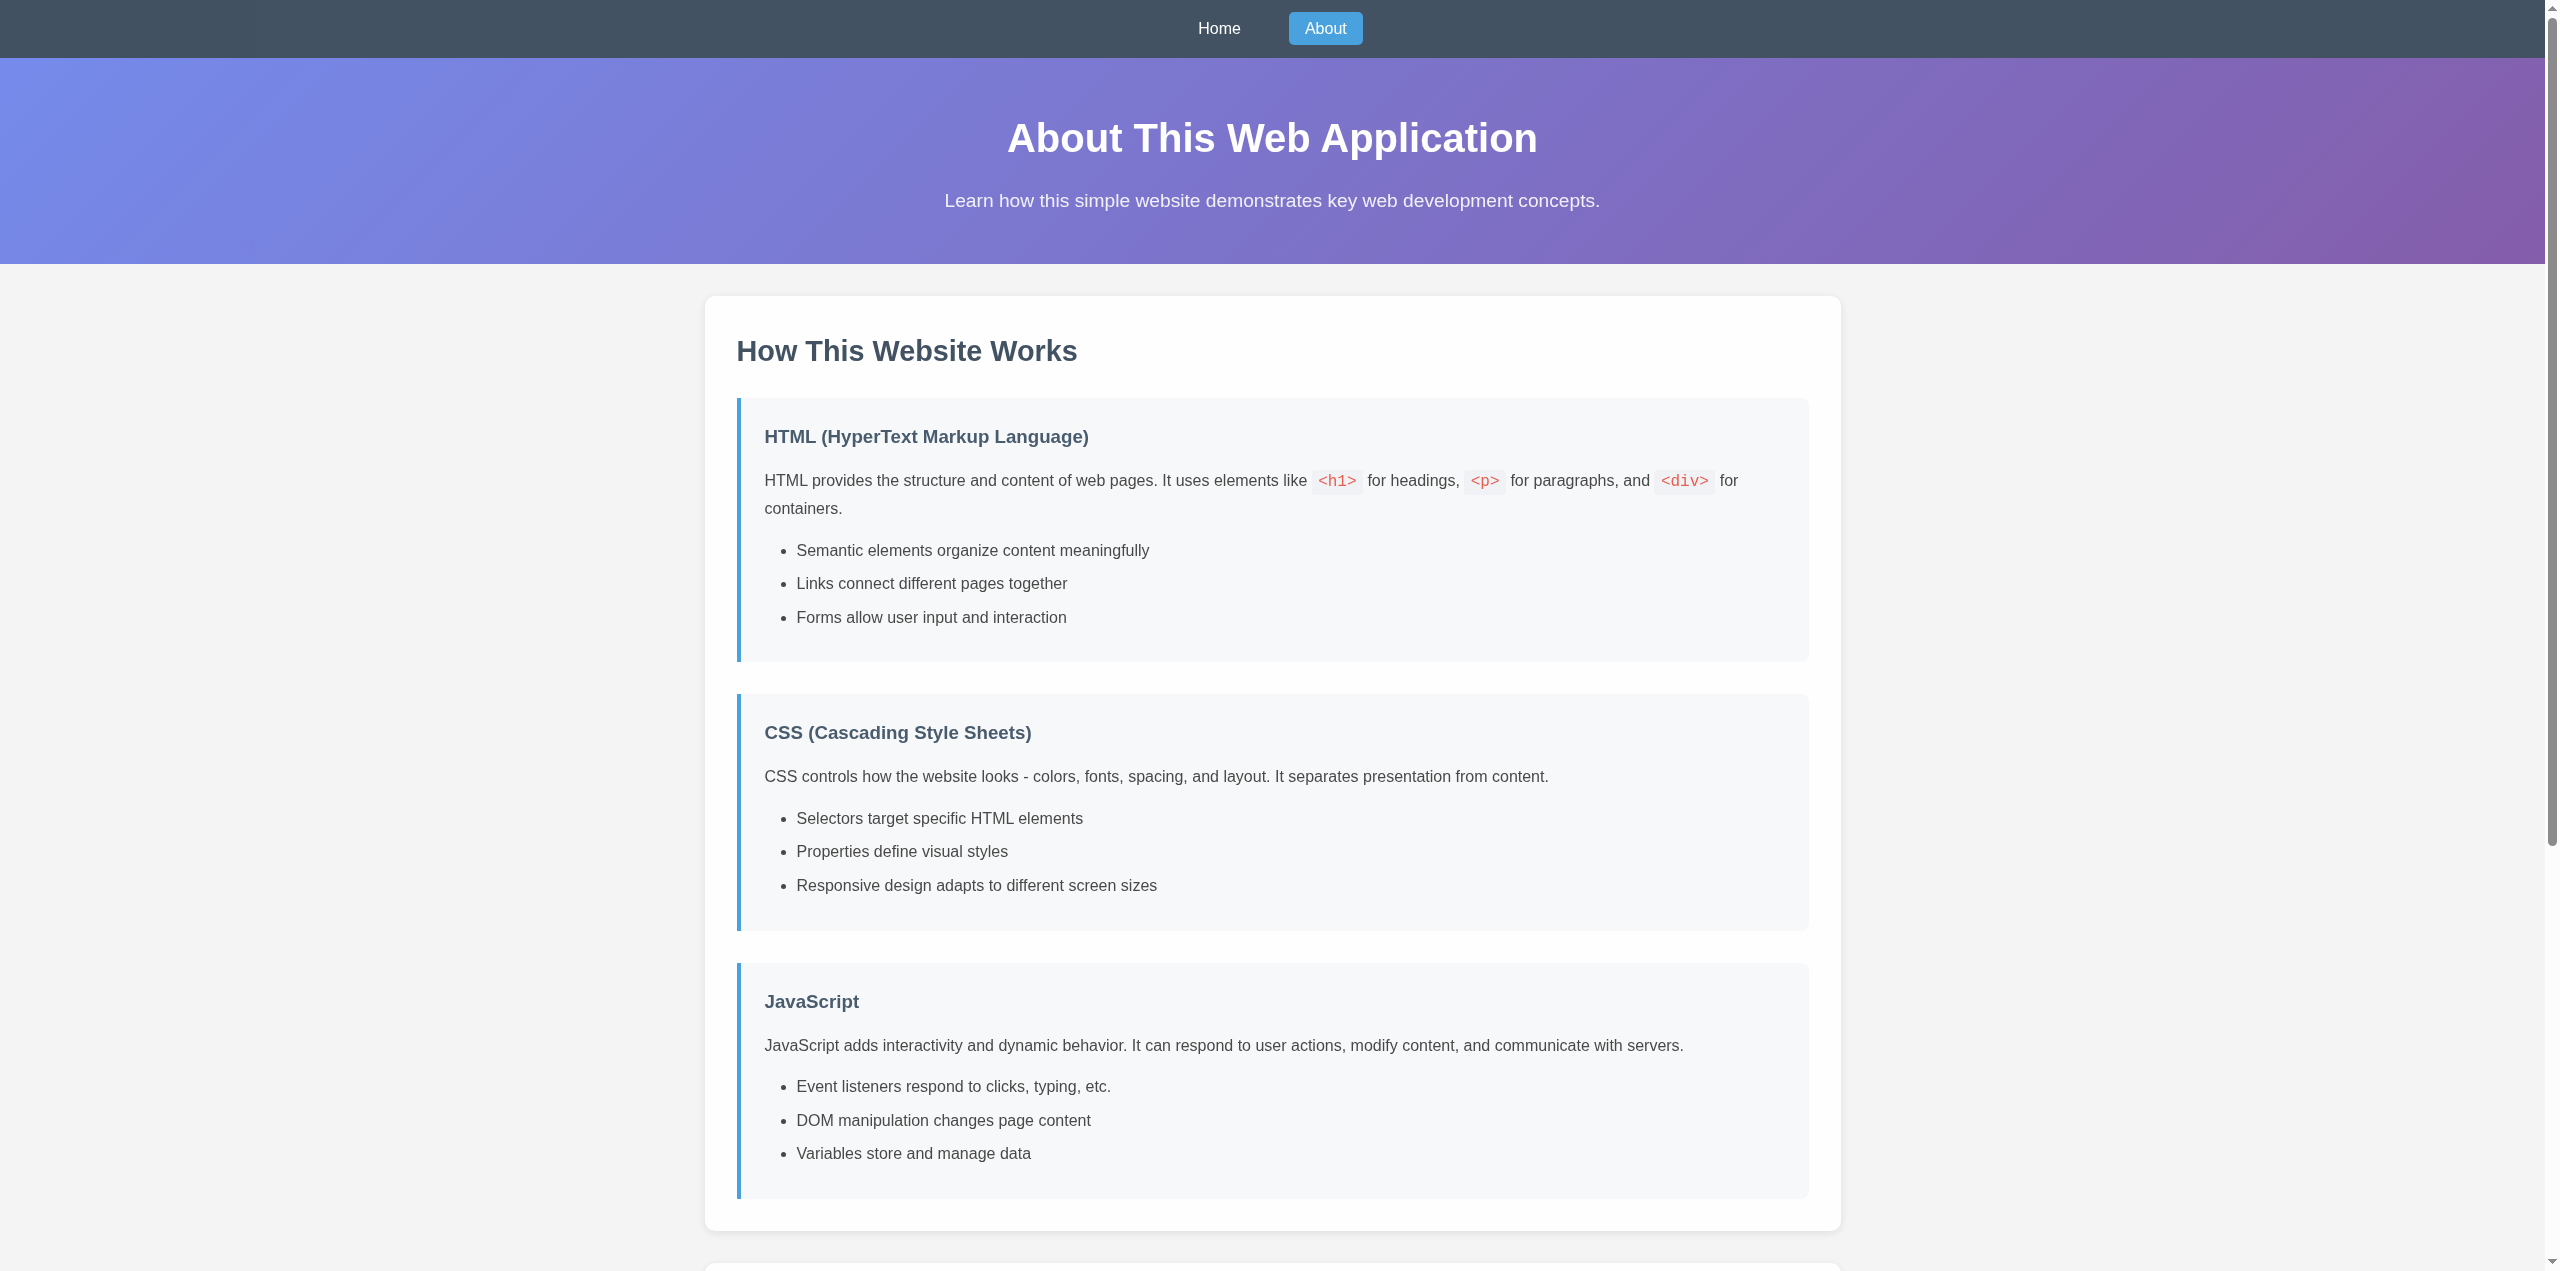 Home
About
About This Web Application
Learn how this simple website demonstrates key web development concepts.
How This Website Works
HTML (HyperText Markup Language)
HTML provides the structure and content of web pages. It uses elements like <h1> for headings, <p> for paragraphs, and <div> for
containers.
Semantic elements organize content meaningfully
Links connect different pages together
Forms allow user input and interaction
CSS (Cascading Style Sheets)
CSS controls how the website looks - colors, fonts, spacing, and layout. It separates presentation from content.
Selectors target specific HTML elements
Properties define visual styles
Responsive design adapts to different screen sizes
JavaScript
JavaScript adds interactivity and dynamic behavior. It can respond to user actions, modify content, and communicate with servers.
Event listeners respond to clicks, typing, etc.
DOM manipulation changes page content
Variables store and manage data